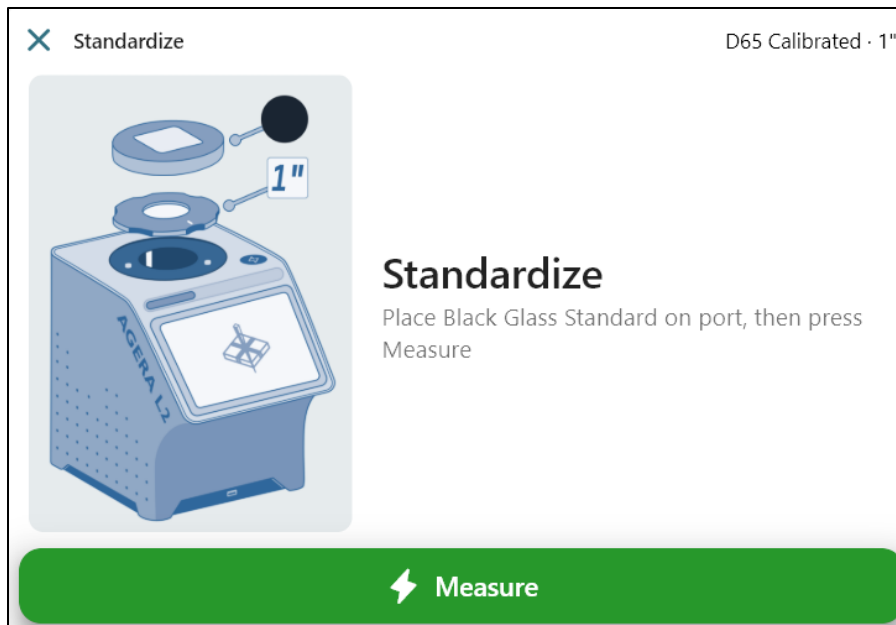 Standardize
D65 Calibrated · 1"
1"
AGERA L2
Standardize
Place Black Glass Standard on port, then press
Measure
Measure